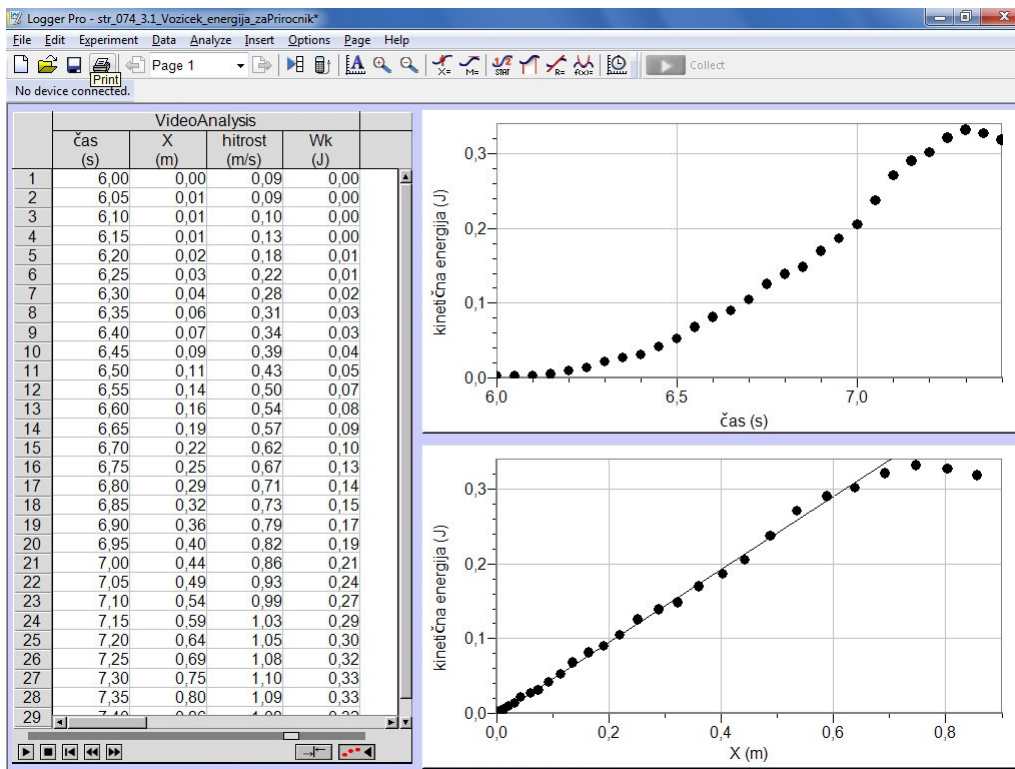 Logger Pro - str_074_3.1_Vozicek_energija_zaPrirocnik*
File Edit Experiment Data Analyze Insert Options Page Help
Page 1 Collect
Print
No device connected.
VideoAnalysis
čas X hitrost Wk
(s) (m) (m/s) (J)
1 6,00 0,00 0,09 0,00
2 6,05 0,01 0,09 0,00
3 6,10 0,01 0,10 0,00
4 6,15 0,01 0,13 0,00
5 6,20 0,02 0,18 0,01
6 6,25 0,03 0,22 0,01
7 6,30 0,04 0,28 0,02
8 6,35 0,06 0,31 0,03
9 6,40 0,07 0,34 0,03
10 6,45 0,09 0,39 0,04
11 6,50 0,11 0,43 0,05
12 6,55 0,14 0,50 0,07
13 6,60 0,16 0,54 0,08
14 6,65 0,19 0,57 0,09
15 6,70 0,22 0,62 0,10
16 6,75 0,25 0,67 0,13
17 6,80 0,29 0,71 0,14
18 6,85 0,32 0,73 0,15
19 6,90 0,36 0,79 0,17
20 6,95 0,40 0,82 0,19
21 7,00 0,44 0,86 0,21
22 7,05 0,49 0,93 0,24
23 7,10 0,54 0,99 0,27
24 7,15 0,59 1,03 0,29
25 7,20 0,64 1,05 0,30
26 7,25 0,69 1,08 0,32
27 7,30 0,75 1,10 0,33
28 7,35 0,80 1,09 0,33
29
kinetična energija (J)
0,3
0,2
0,1
0,0
6,0 6,5 7,0
čas (s)
kinetična energija (J)
0,3
0,2
0,1
0,0
0,0 0,2 0,4 0,6 0,8
X (m)